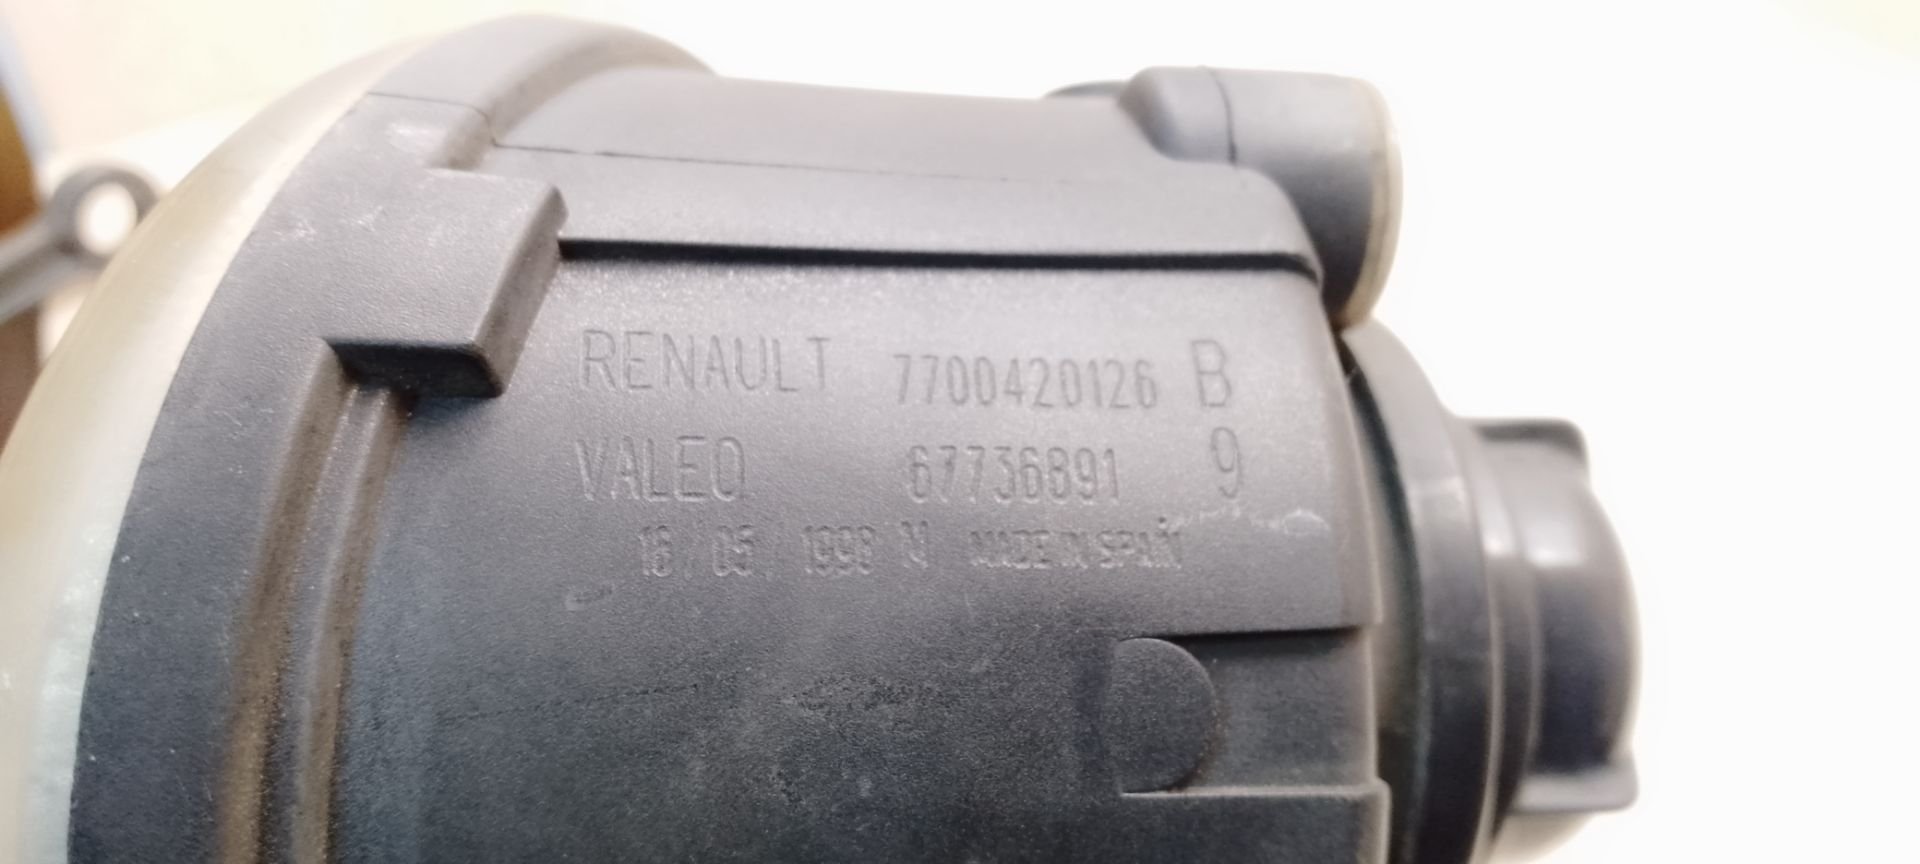 RENAULT 7700420126 B
VALEO 67736891 9
16/05/1998 N MADE IN SPAIN